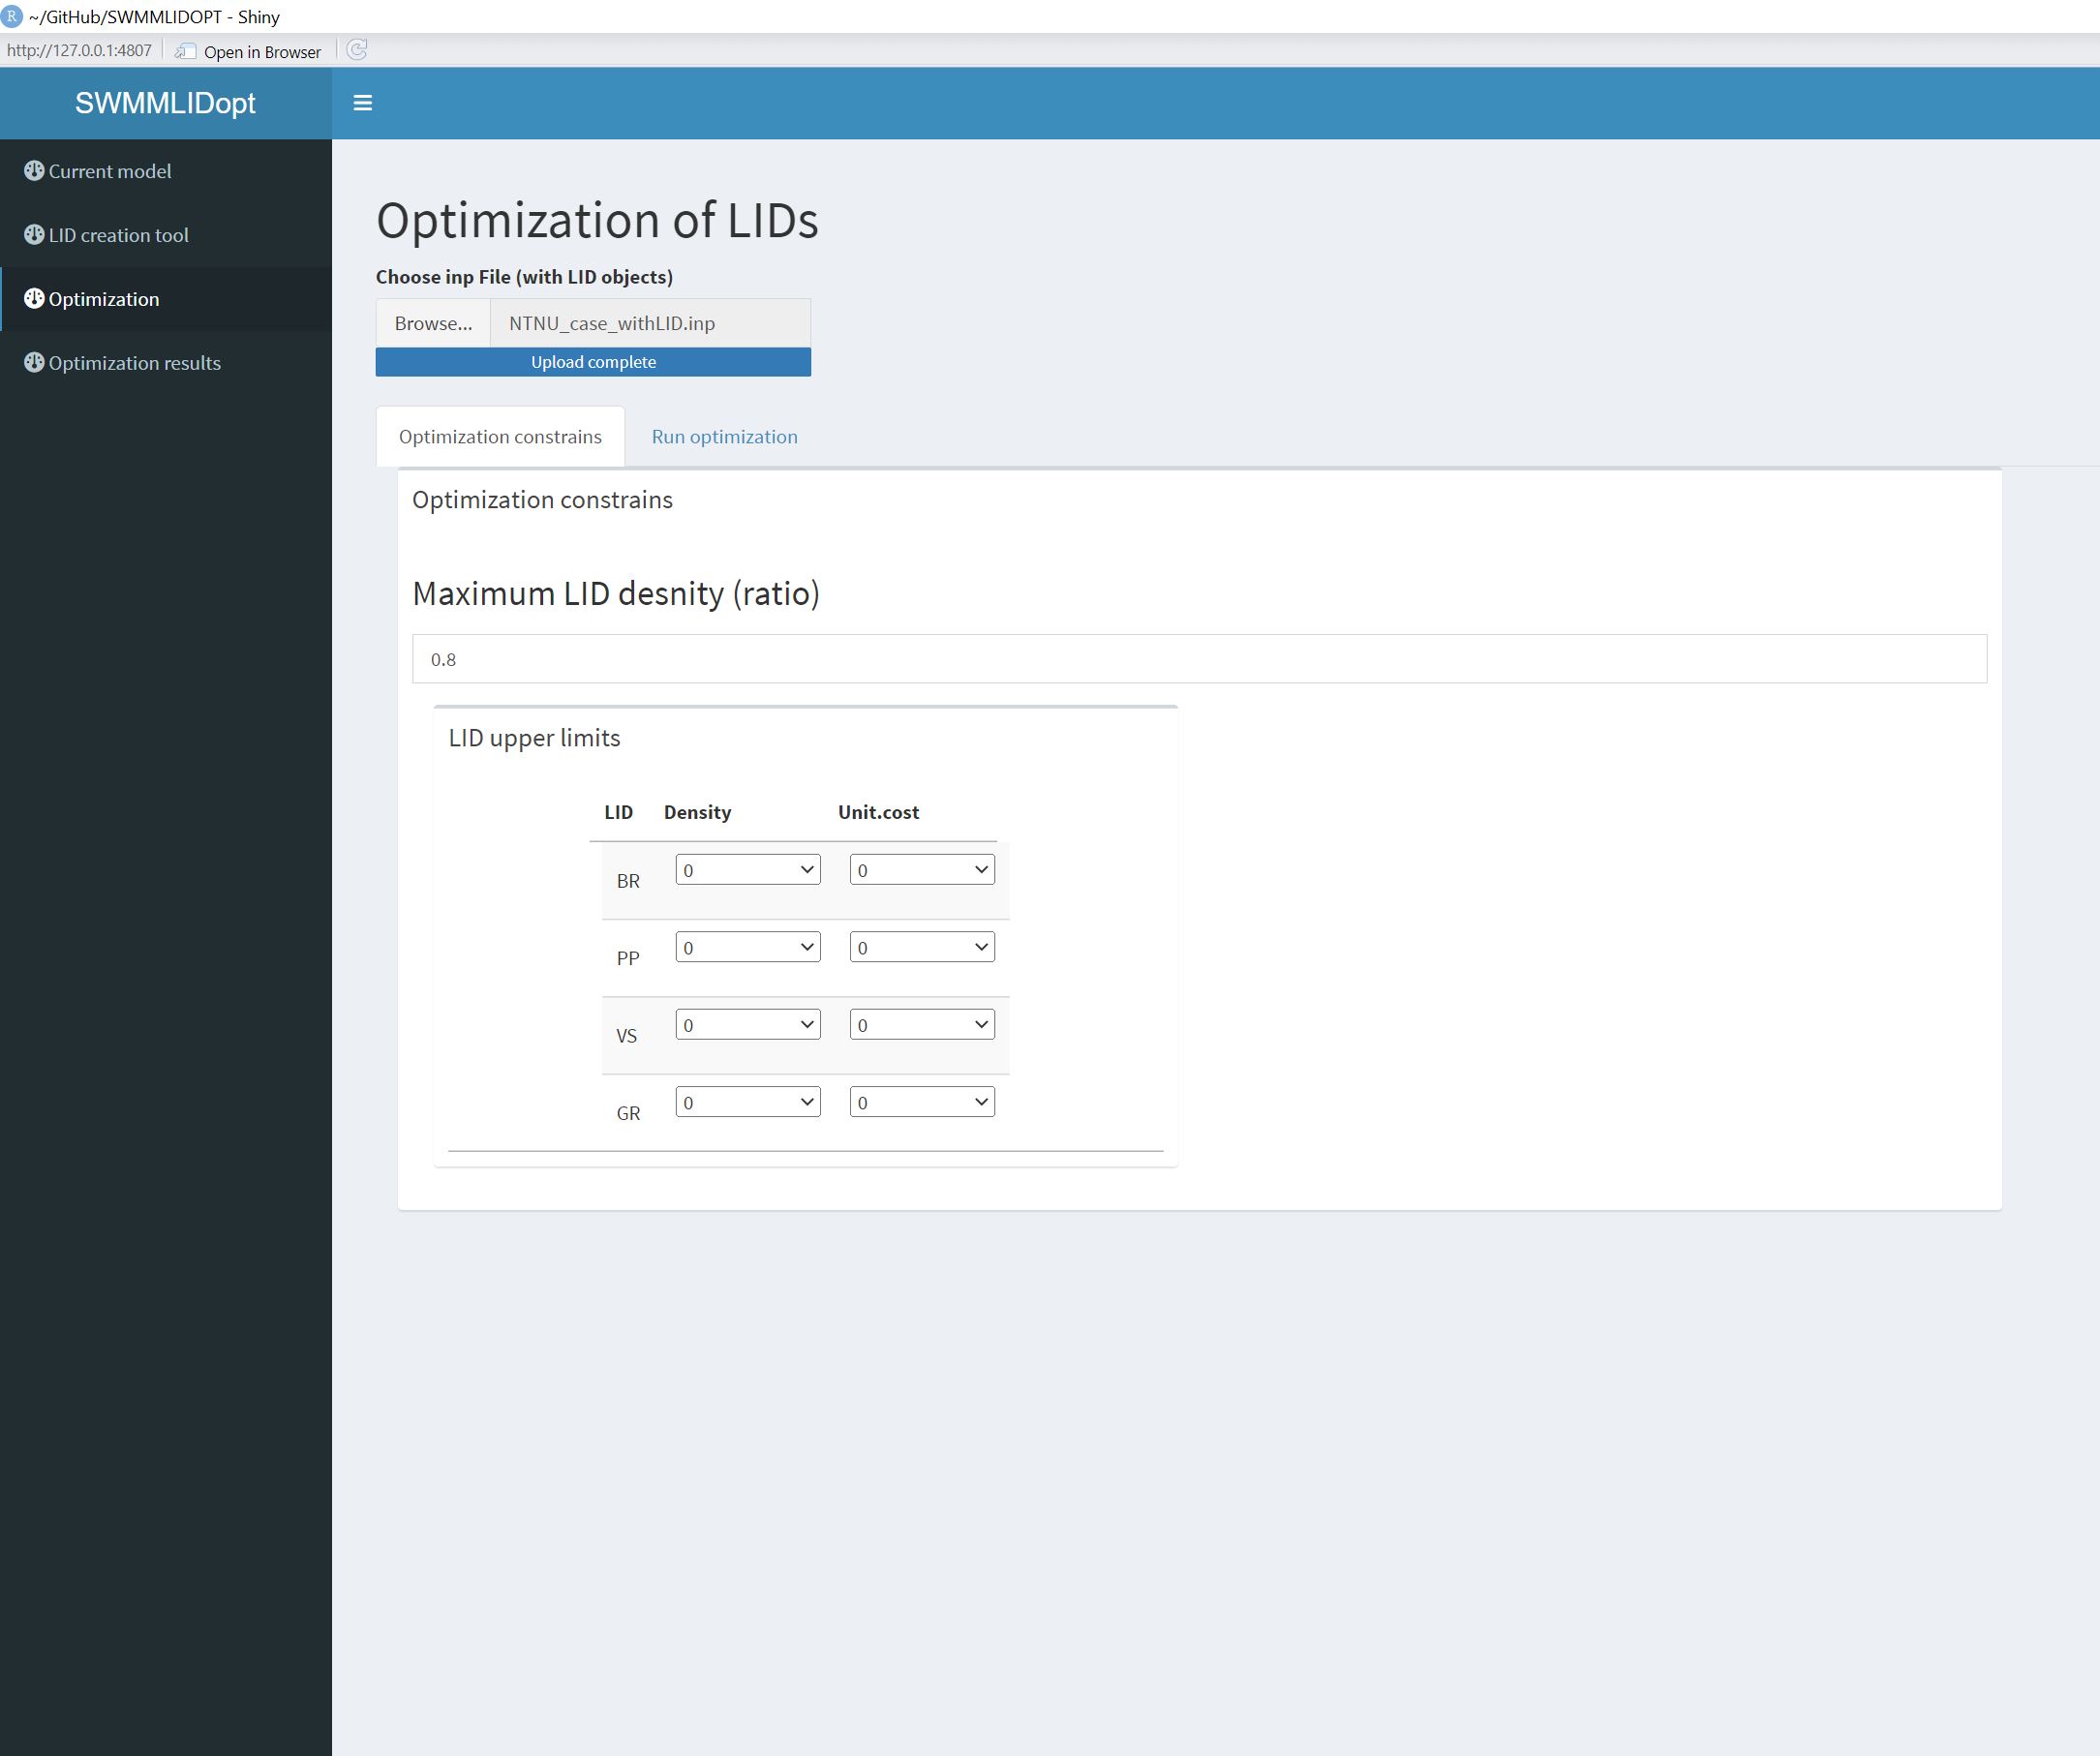 R ~/GitHub/SWMMLIDOPT - Shiny
http://127.0.0.1:4807 Open in Browser
SWMMLIDopt
Current model
LID creation tool
Optimization
Optimization results
Optimization of LIDs
Choose inp File (with LID objects)
Browse... NTNU_case_withLID.inp
Upload complete
Optimization constrains Run optimization
Optimization constrains
Maximum LID desnity (ratio)
0.8
LID upper limits
LID Density Unit.cost
BR 0 0
PP 0 0
VS 0 0
GR 0 0